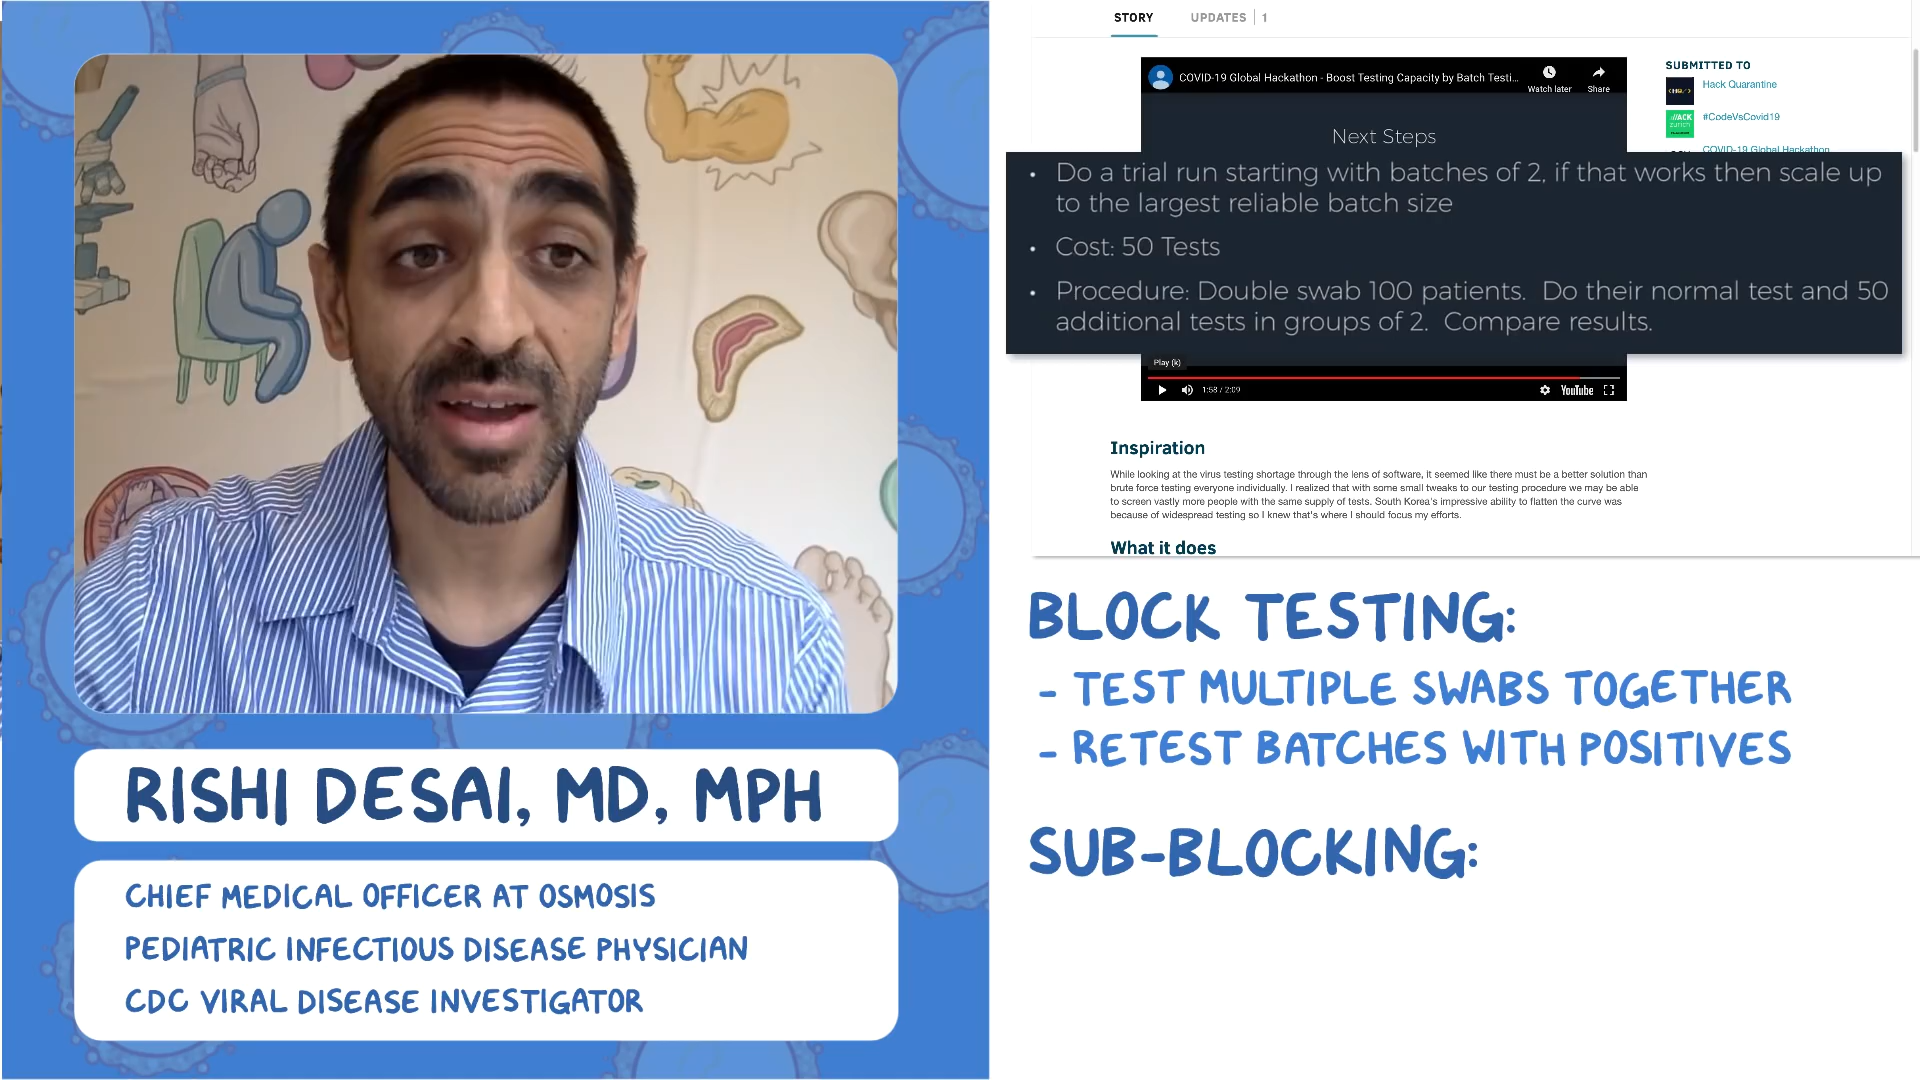 RISHI DESAI, MD, MPH
CHIEF MEDICAL OFFICER AT OSMOSIS
PEDIATRIC INFECTIOUS DISEASE PHYSICIAN
CDC VIRAL DISEASE INVESTIGATOR
STORY UPDATES 1
COVID-19 Global Hackathon - Boost Testing Capacity by Batch Testi...
Watch later Share
SUBMITTED TO
Hack Quarantine
#CodeVsCovid19
COVID-19 Global Hackathon
Next Steps
• Do a trial run starting with batches of 2, if that works then scale up
to the largest reliable batch size
• Cost: 50 Tests
• Procedure: Double swab 100 patients. Do their normal test and 50
additional tests in groups of 2. Compare results.
Play (k)
1:58 / 2:09 YouTube
Inspiration
While looking at the virus testing shortage through the lens of software, it seemed like there must be a better solution than
brute force testing everyone individually. I realized that with some small tweaks to our testing procedure we may be able
to screen vastly more people with the same supply of tests. South Korea's impressive ability to flatten the curve was
because of widespread testing so I knew that's where I should focus my efforts.
What it does
BLOCK TESTING:
- TEST MULTIPLE SWABS TOGETHER
- RETEST BATCHES WITH POSITIVES
SUB-BLOCKING: